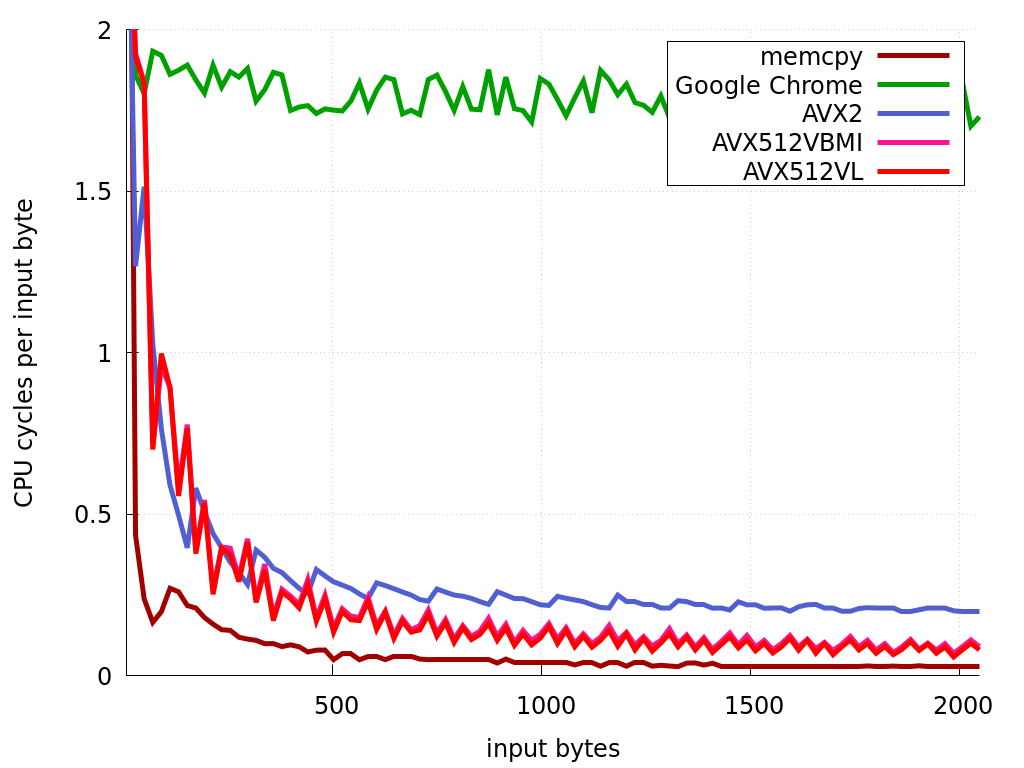 2
1.5
1
0.5
0
CPU cycles per input byte
memcpy
Google Chrome
AVX2
AVX512VBMI
AVX512VL
500
1000
1500
2000
input bytes